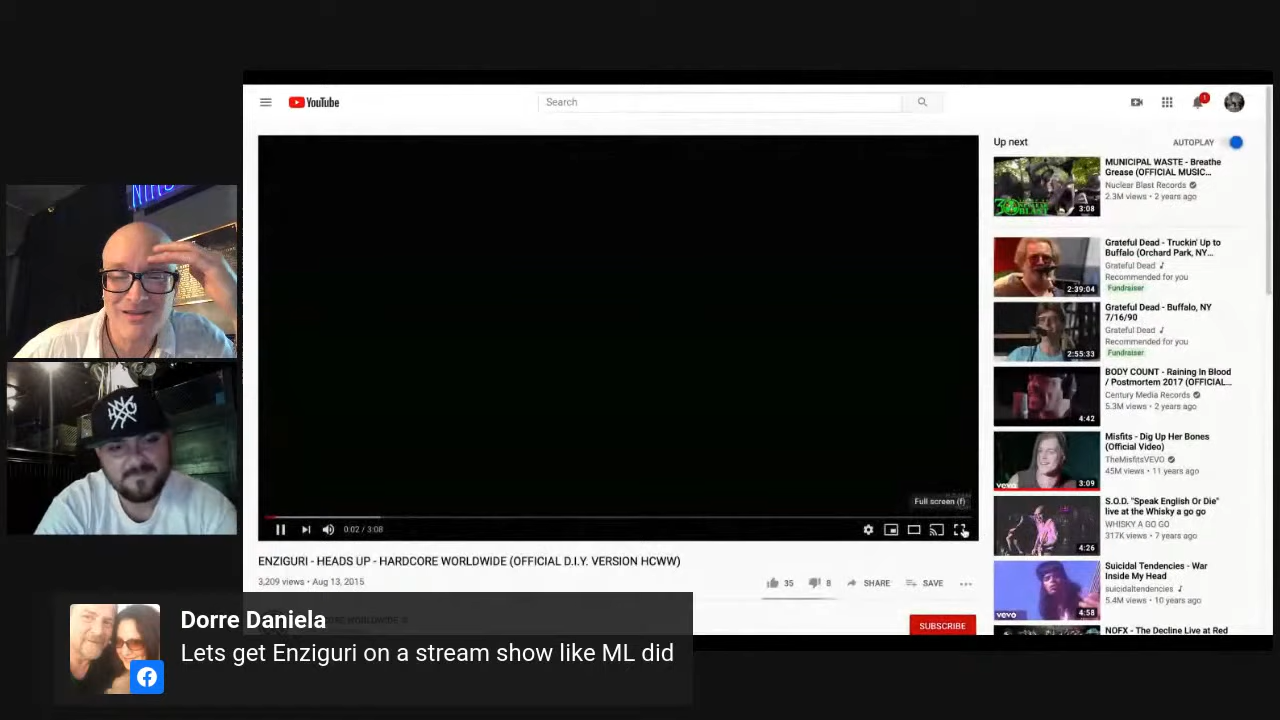 YouTube
Search
1
Full screen (f)
0:02 / 3:08
ENZIGURI - HEADS UP - HARDCORE WORLDWIDE (OFFICIAL D.I.Y. VERSION HCWW)
3,209 views • Aug 13, 2015
35
8
SHARE
SAVE
SUBSCRIBE
Up next
AUTOPLAY
MUNICIPAL WASTE - Breathe
Grease (OFFICIAL MUSIC...
Nuclear Blast Records
2.3M views • 2 years ago
3:08
Grateful Dead - Truckin' Up to
Buffalo (Orchard Park, NY...
Grateful Dead
Recommended for you
Fundraiser
2:39:04
Grateful Dead - Buffalo, NY
7/16/90
Grateful Dead
Recommended for you
Fundraiser
2:55:33
BODY COUNT - Raining In Blood
/ Postmortem 2017 (OFFICIAL...
Century Media Records
5.3M views • 2 years ago
4:42
Misfits - Dig Up Her Bones
(Official Video)
TheMisfitsVEVO
45M views • 11 years ago
vevo
3:09
S.O.D. "Speak English Or Die"
live at the Whisky a go go
WHISKY A GO GO
317K views • 7 years ago
4:26
Suicidal Tendencies - War
Inside My Head
suicidaltendencies
5.4M views • 10 years ago
vevo
4:58
NOFX - The Decline Live at Red
Dorre Daniela
Lets get Enziguri on a stream show like ML did